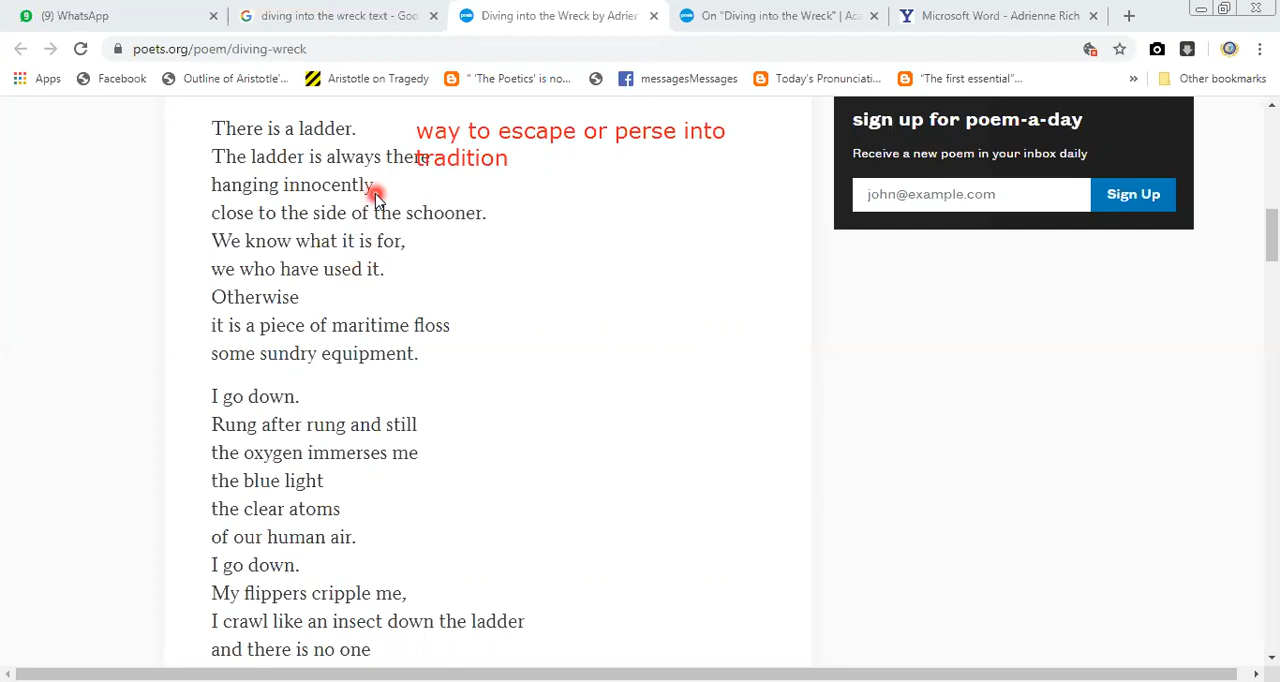 (9) WhatsApp
diving into the wreck text - Goo
Diving into the Wreck by Adrien
On "Diving into the Wreck" | Aca
Microsoft Word - Adrienne Rich
poets.org/poem/diving-wreck
Apps
Facebook
Outline of Aristotle'...
Aristotle on Tragedy
" 'The Poetics' is no...
messagesMessages
Today's Pronunciati...
"The first essential"...
»
Other bookmarks
There is a ladder.
The ladder is always there
hanging innocently
close to the side of the schooner.
We know what it is for,
we who have used it.
Otherwise
it is a piece of maritime floss
some sundry equipment.
I go down.
Rung after rung and still
the oxygen immerses me
the blue light
the clear atoms
of our human air.
I go down.
My flippers cripple me,
I crawl like an insect down the ladder
and there is no one
way to escape or perse into
tradition
sign up for poem-a-day
Receive a new poem in your inbox daily
john@example.com
Sign Up